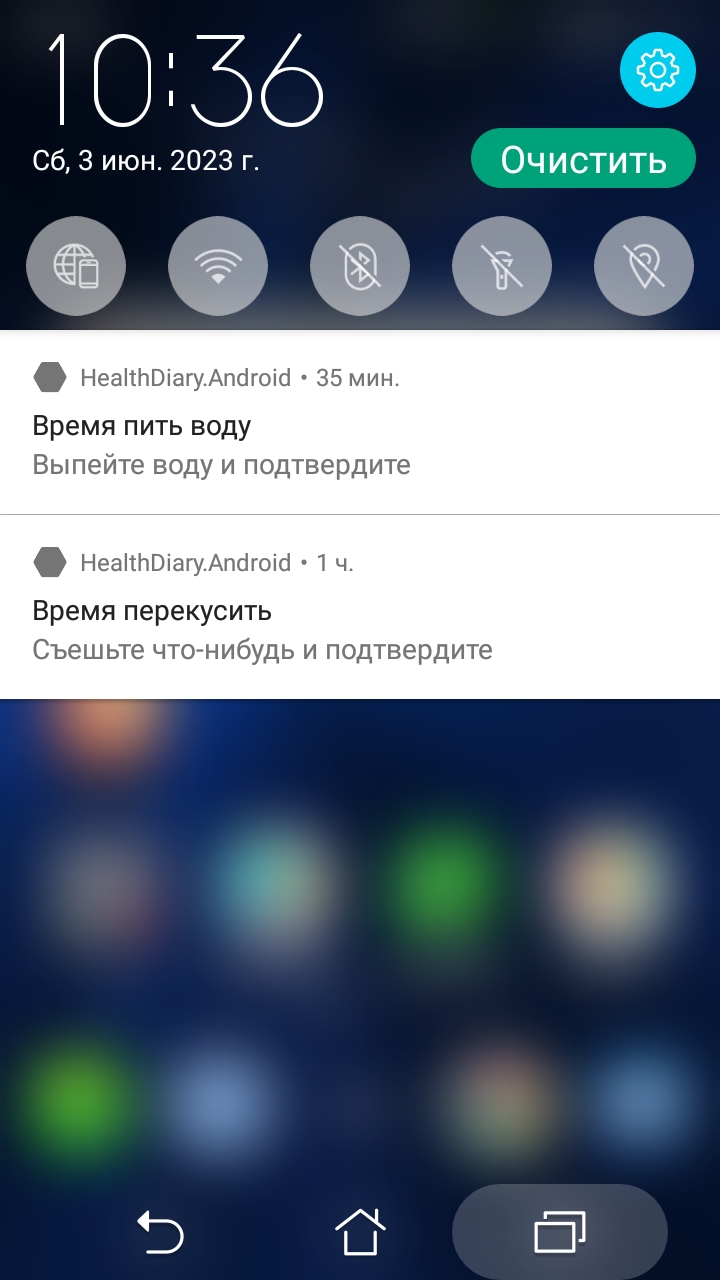 10:36
Сб, 3 июн. 2023 г.
Очистить
HealthDiary.Android • 35 мин.
Время пить воду
Выпейте воду и подтвердите
HealthDiary.Android • 1 ч.
Время перекусить
Съешьте что-нибудь и подтвердите